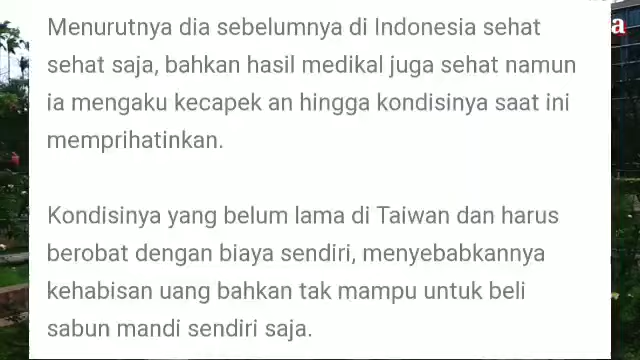 Menurutnya dia sebelumnya di Indonesia sehat
sehat saja, bahkan hasil medikal juga sehat namun
ia mengaku kecapek an hingga kondisinya saat ini
memprihatinkan.
Kondisinya yang belum lama di Taiwan dan harus
berobat dengan biaya sendiri, menyebabkannya
kehabisan uang bahkan tak mampu untuk beli
sabun mandi sendiri saja.